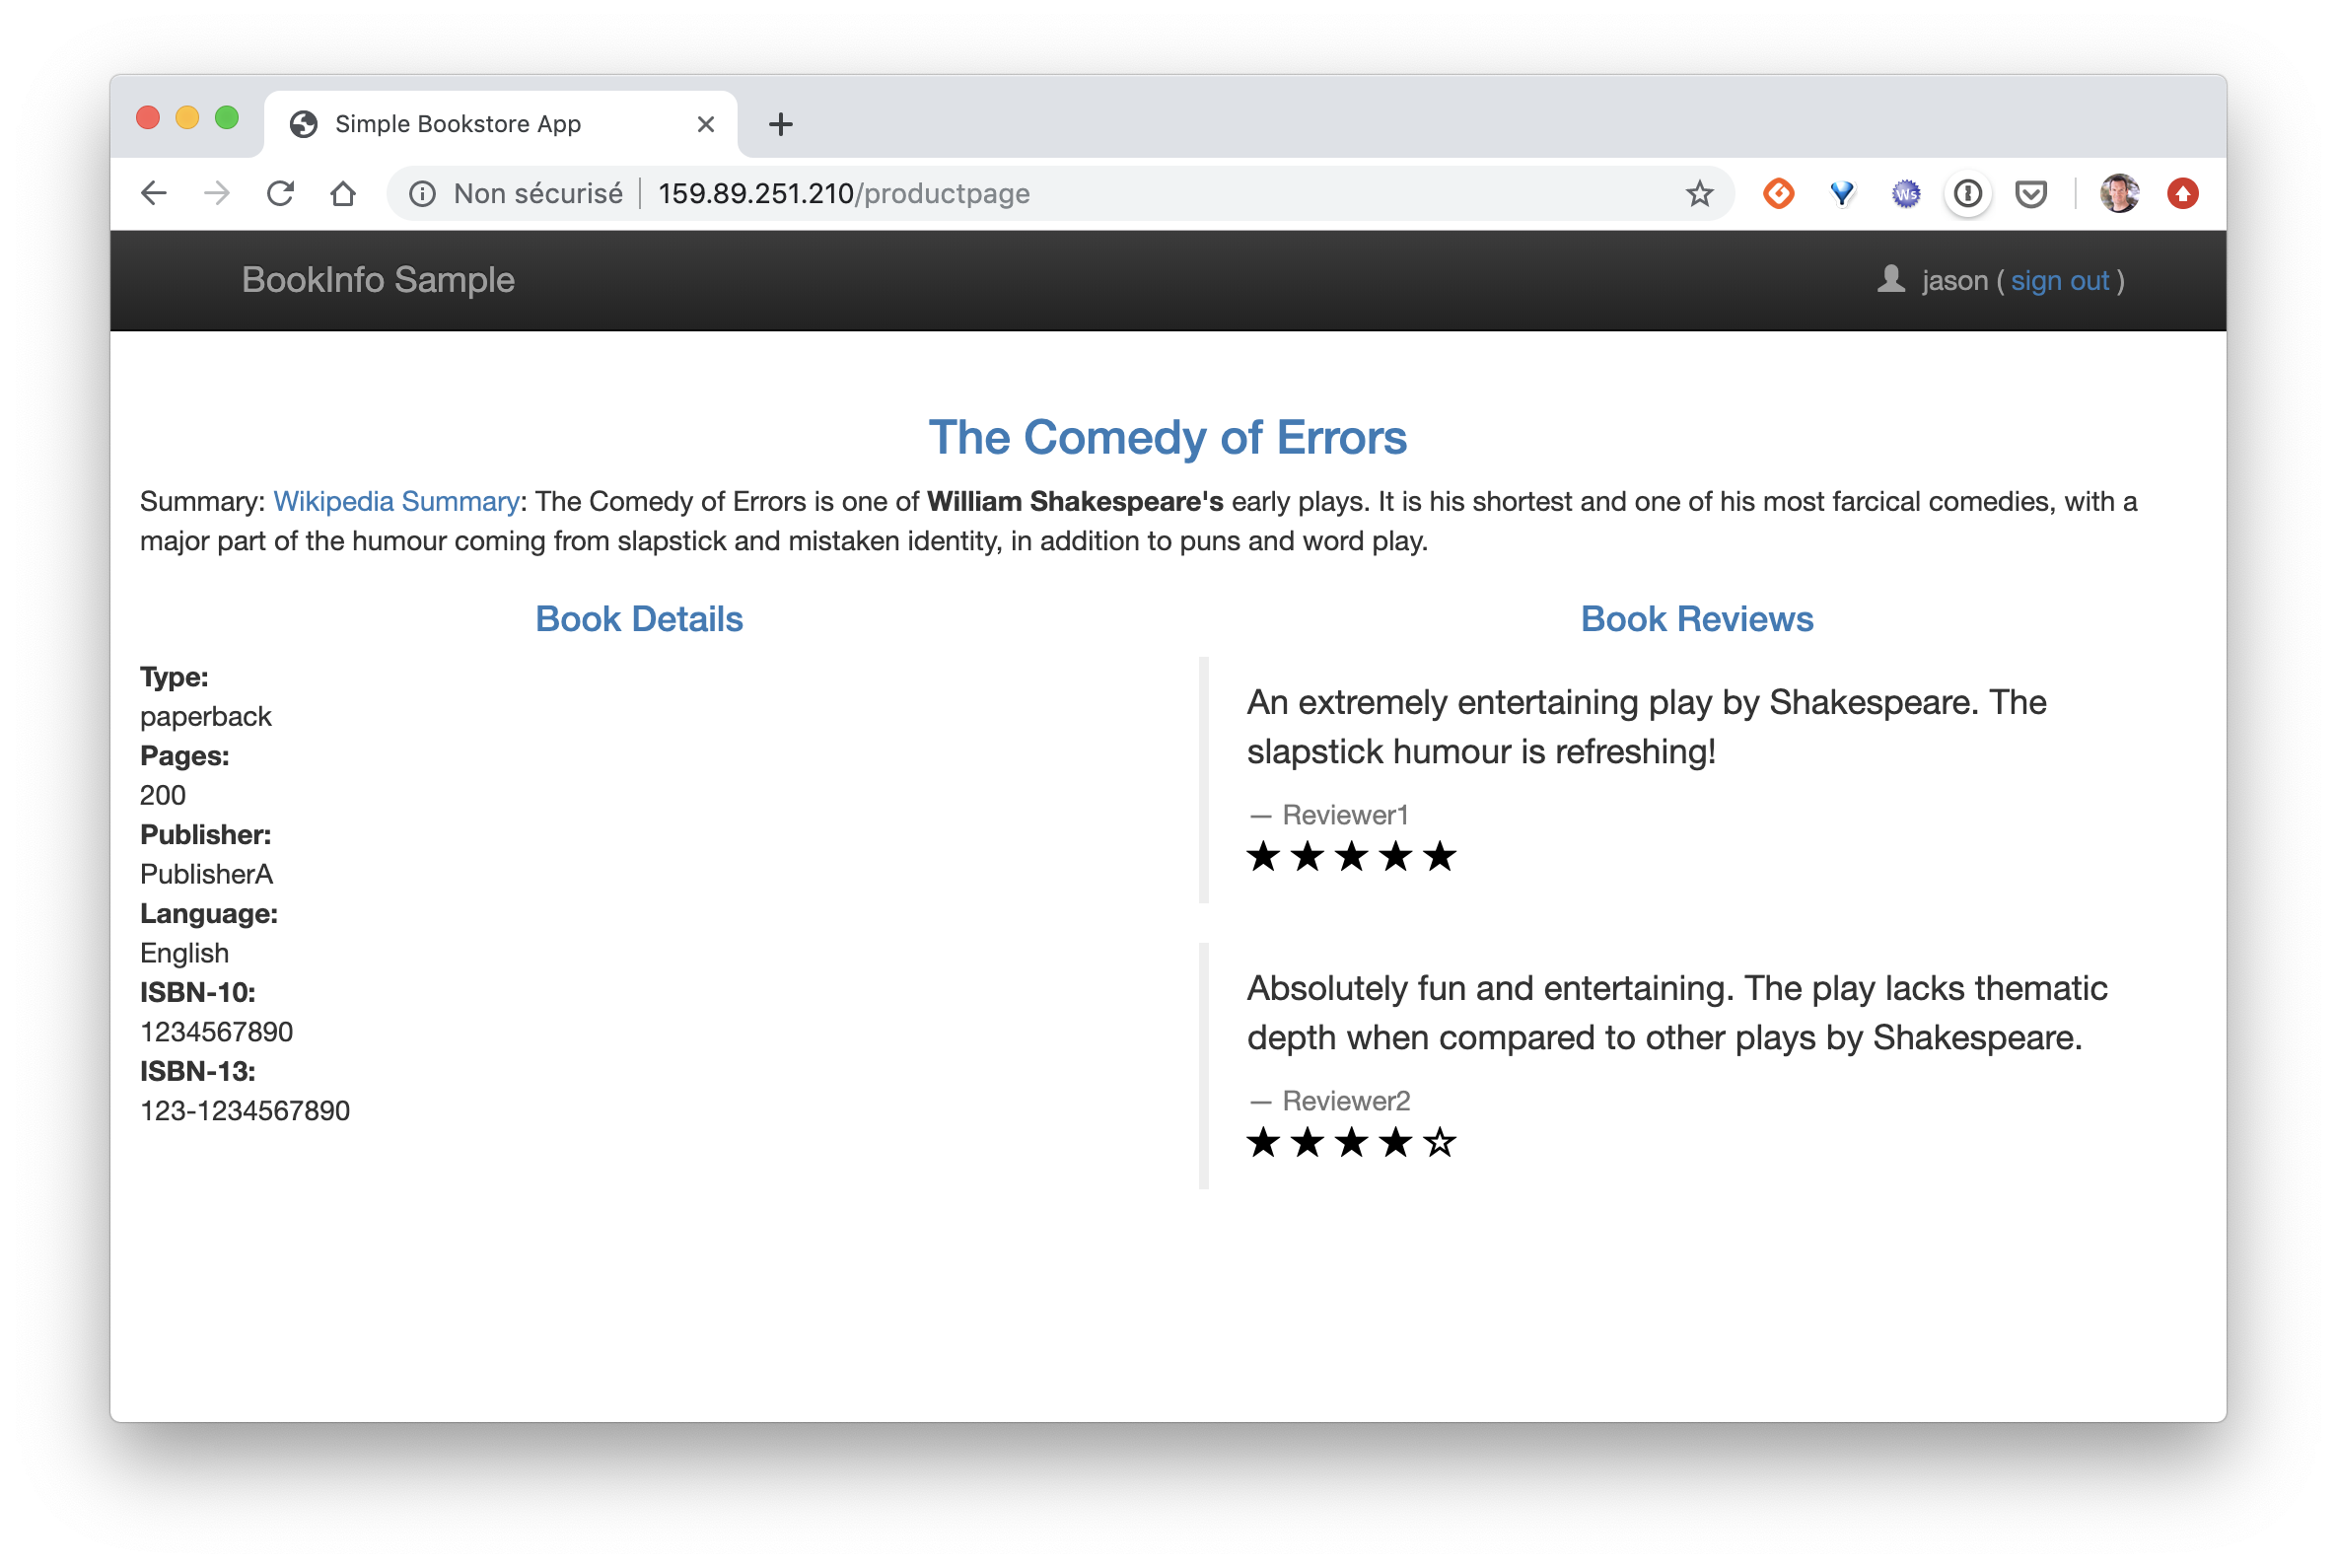 Simple Bookstore App
Non sécurisé 159.89.251.210/productpage
Ws
BookInfo Sample
jason ( sign out )
The Comedy of Errors
Summary: Wikipedia Summary: The Comedy of Errors is one of William Shakespeare's early plays. It is his shortest and one of his most farcical comedies, with a
major part of the humour coming from slapstick and mistaken identity, in addition to puns and word play.
Book Details
Type:
paperback
Pages:
200
Publisher:
PublisherA
Language:
English
ISBN-10:
1234567890
ISBN-13:
123-1234567890
Book Reviews
An extremely entertaining play by Shakespeare. The
slapstick humour is refreshing!
— Reviewer1
Absolutely fun and entertaining. The play lacks thematic
depth when compared to other plays by Shakespeare.
— Reviewer2